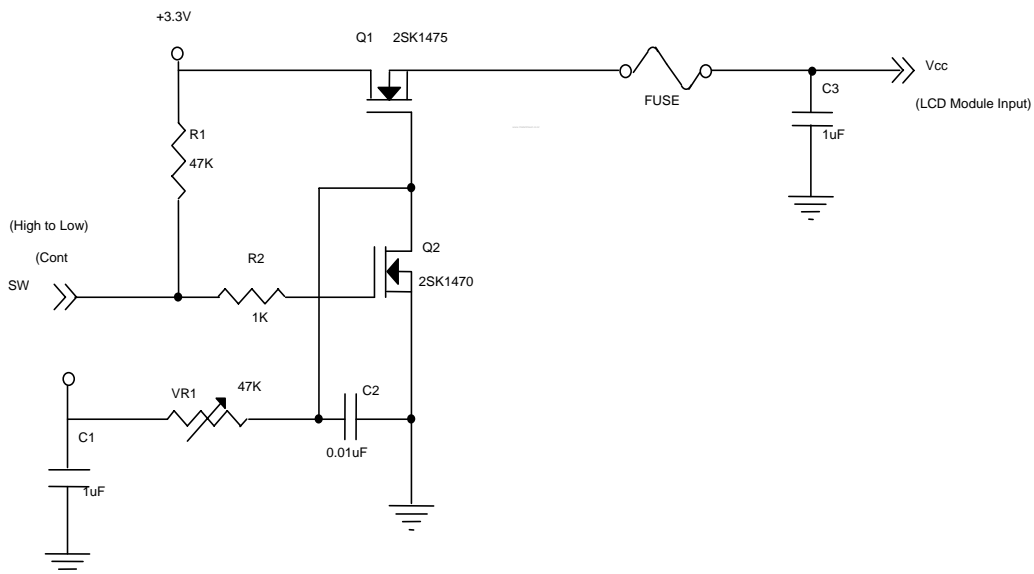 +3.3V
Q1 2SK1475
Vcc
C3
(LCD Module Input)
FUSE
R1
1uF
47K
(High to Low)
Q2
(Cont
R2
SW
2SK1470
1K
VR1
47K
C2
C1
0.01uF
1uF